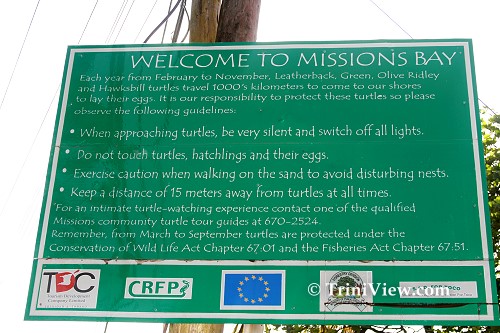 WELCOME TO MISSIONS BAY
Each year from February to November, Leatherback, Green, Olive Ridley
and Hawksbill turtles travel 1000's kilometers to come to our shores
to lay their eggs. It is our responsibility to protect these turtles so please
observe the following guidelines:
• When approaching turtles, be very silent and switch off all lights.
• Do not touch turtles, hatchlings and their eggs.
• Exercise caution when walking on the sand to avoid disturbing nests.
• Keep a distance of 15 meters away from turtles at all times.
For an intimate turtle-watching experience contact one of the qualified
Missions community turtle tour guides at 670-2524.
Remember, from March to September turtles are protected under the
Conservation of Wild Life Act Chapter 67:01 and the Fisheries Act Chapter 67:51.
TDC
Tourism Development
Company Limited
CRFP
© TriniView.com